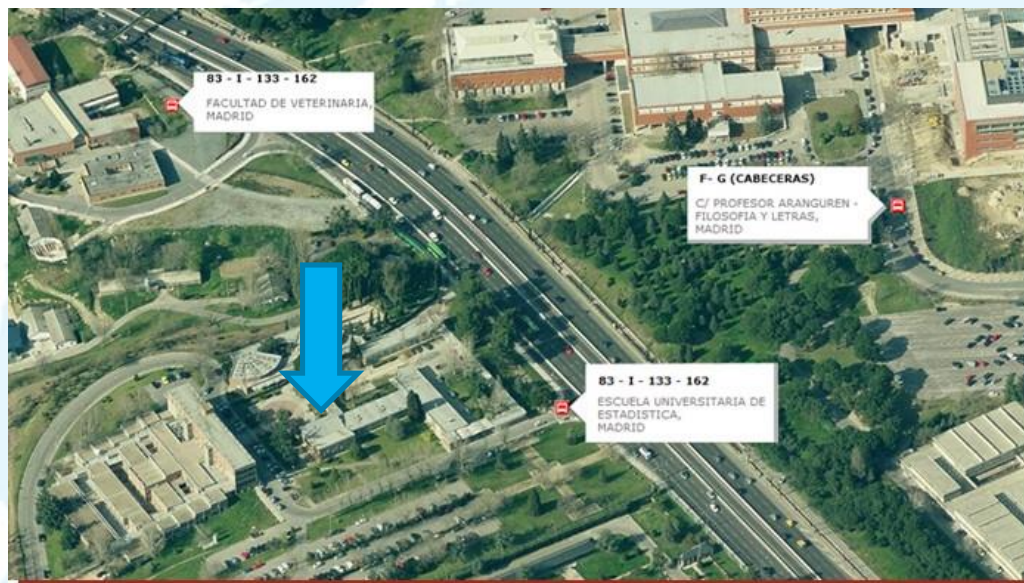 83 - I - 133 - 162
FACULTAD DE VETERINARIA,
MADRID
F- G (CABECERAS)
C/ PROFESOR ARANGUREN -
FILOSOFIA Y LETRAS,
MADRID
83 - I - 133 - 162
ESCUELA UNIVERSITARIA DE
ESTADISTICA,
MADRID